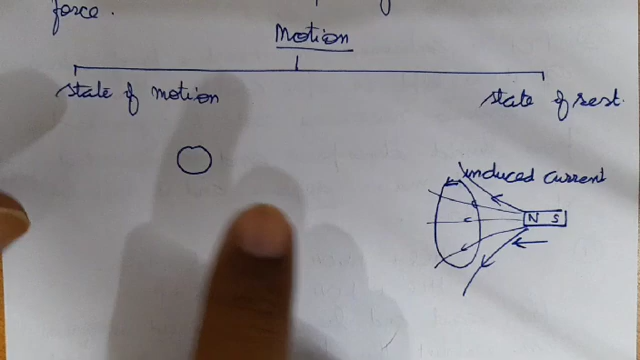 force.
Motion
state of motion
state of rest.
induced current
N S